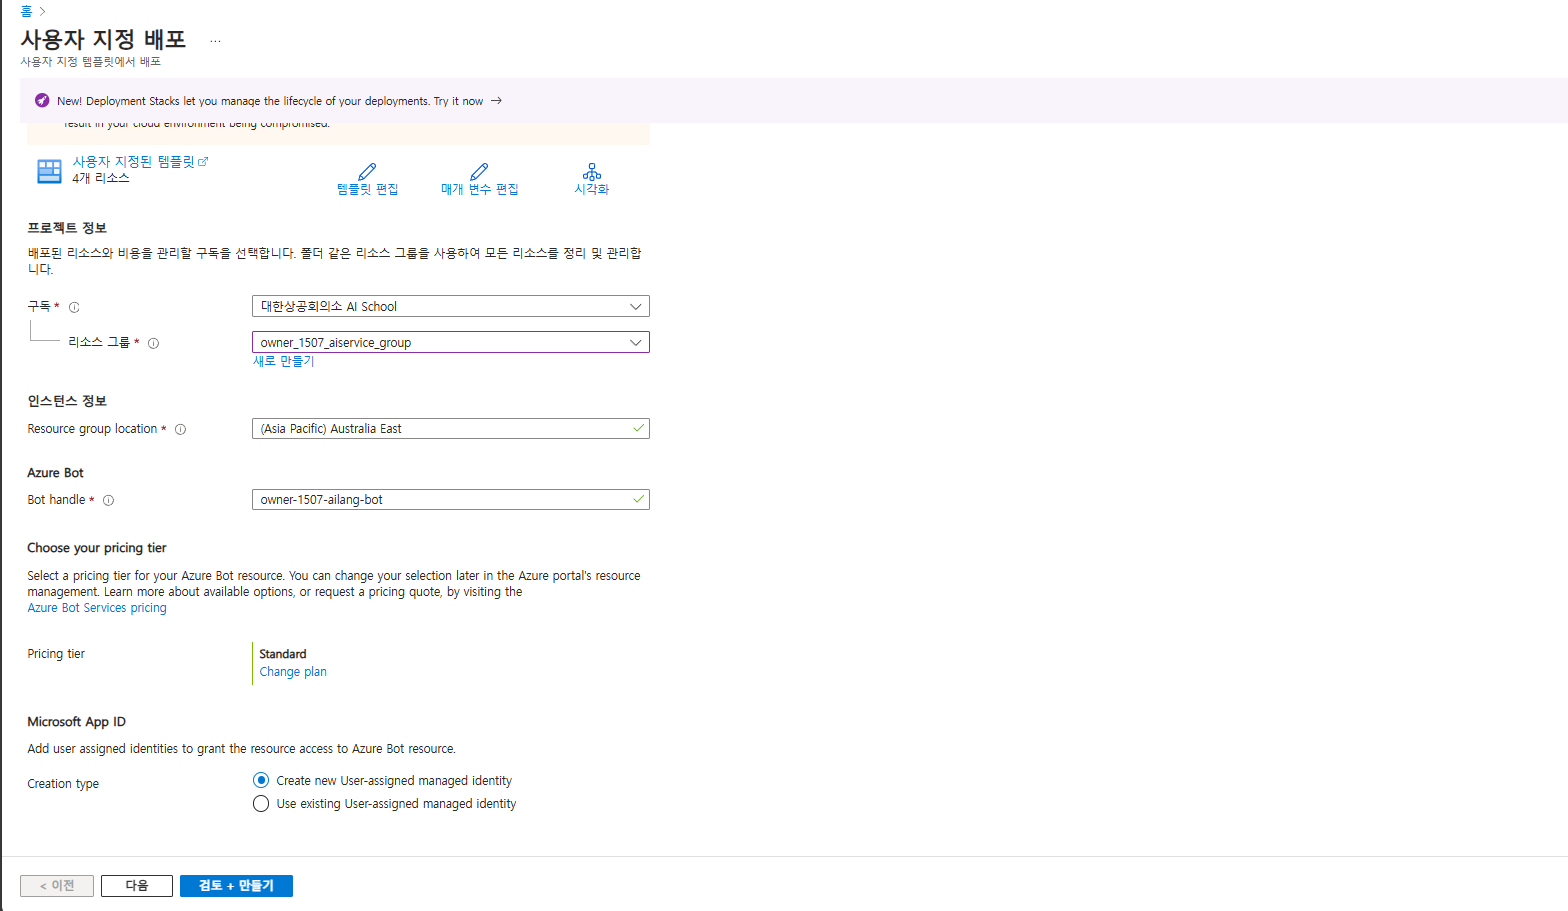 홈 >
사용자 지정 배포 ...
사용자 지정 템플릿에서 배포
New! Deployment Stacks let you manage the lifecycle of your deployments. Try it now →
result in your cloud environment being compromised.
사용자 지정된 템플릿
4개 리소스
템플릿 편집
매개 변수 편집
시각화
프로젝트 정보
배포된 리소스와 비용을 관리할 구독을 선택합니다. 폴더 같은 리소스 그룹을 사용하여 모든 리소스를 정리 및 관리합
니다.
구독 * 대한상공회의소 AI School
리소스 그룹 * owner_1507_aiservice_group
새로 만들기
인스턴스 정보
Resource group location * (Asia Pacific) Australia East
Azure Bot
Bot handle * owner-1507-ailang-bot
Choose your pricing tier
Select a pricing tier for your Azure Bot resource. You can change your selection later in the Azure portal's resource
management. Learn more about available options, or request a pricing quote, by visiting the
Azure Bot Services pricing
Pricing tier Standard
Change plan
Microsoft App ID
Add user assigned identities to grant the resource access to Azure Bot resource.
Creation type Create new User-assigned managed identity
Use existing User-assigned managed identity
< 이전 다음 검토 + 만들기